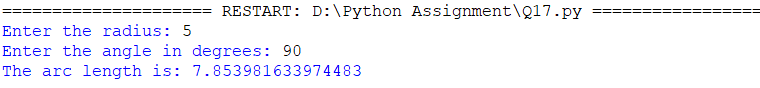 ===================== RESTART: D:\Python Assignment\Q17.py =================
Enter the radius: 5
Enter the angle in degrees: 90
The arc length is: 7.853981633974483